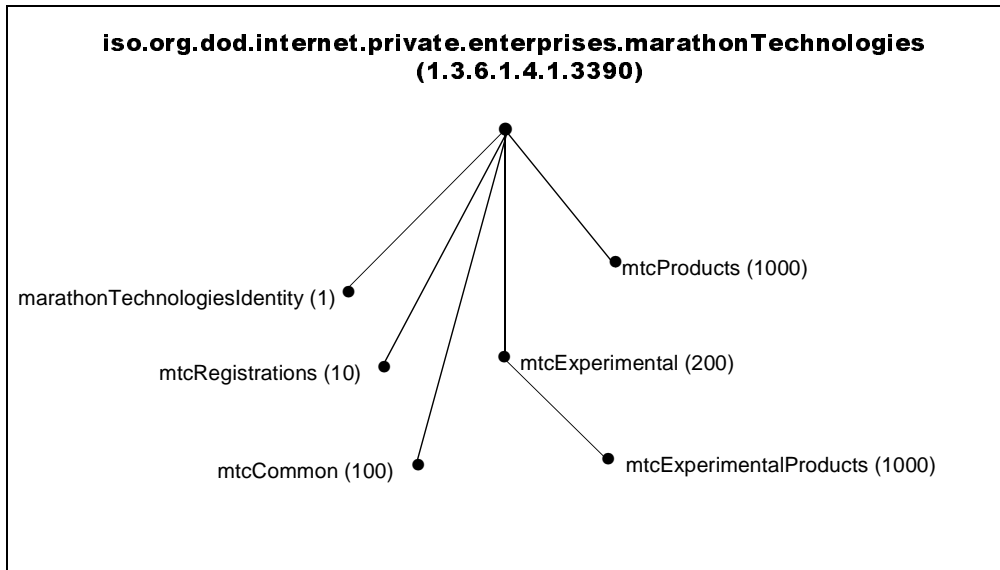 iso.org.dod.internet.private.enterprises.marathonTechnologies
(1.3.6.1.4.1.3390)
mtcProducts (1000)
marathonTechnologiesIdentity (1)
mtcRegistrations (10)
mtcExperimental (200)
mtcCommon (100)
mtcExperimentalProducts (1000)